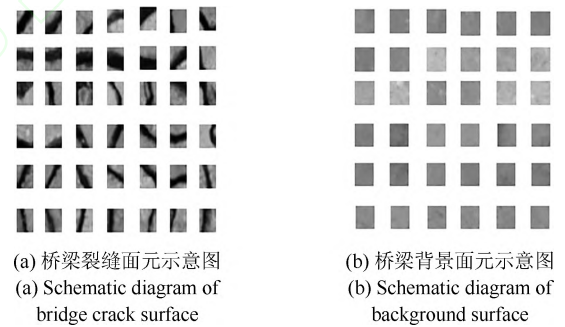 (a) 桥梁裂缝面元示意图
(a) Schematic diagram of
bridge crack surface
(b) 桥梁背景面元示意图
(b) Schematic diagram of
background surface